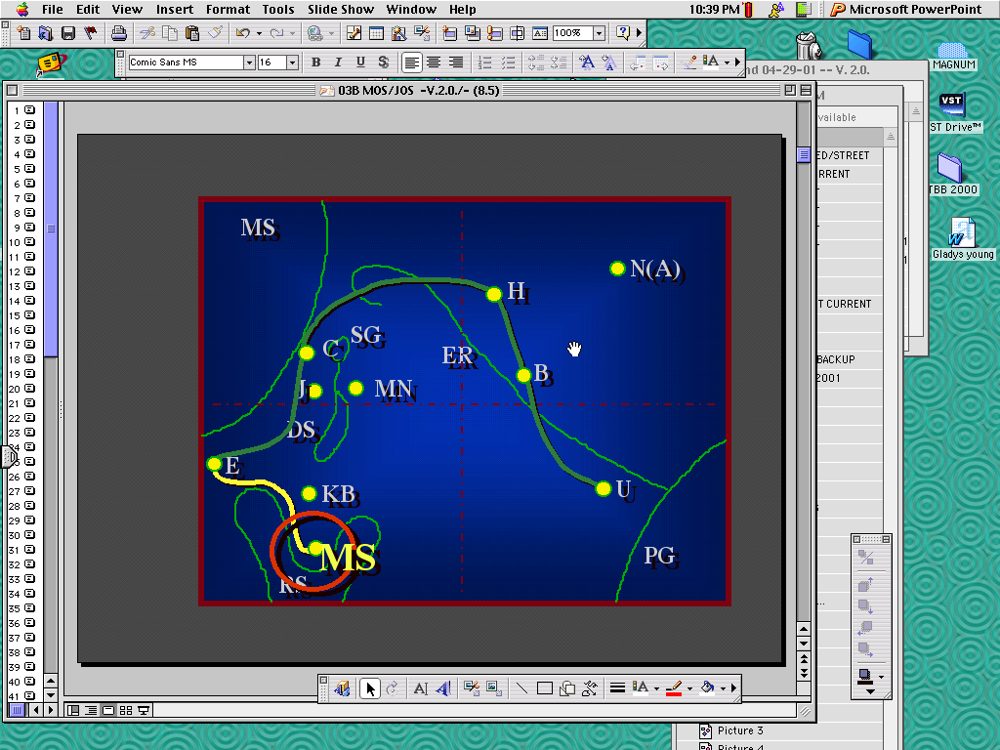 File Edit View Insert Format Tools Slide Show Window Help 10:39 PM Microsoft PowerPoint
100%
Comic Sans MS 16 B I U S
nd 04-29-01 -- V. 2.0.
MAGNUM
03B MOS/JOS -V.2.0./- (8.5)
M
vailable
VST
ST Drive™
ED/STREET
RRENT
TBB 2000
Gladys young
T CURRENT
BACKUP
2001
1
2
3
4
5
6
7
8
9
10
11
12
13
14
15
16
17
18
19
20
21
22
23
24
25
26
27
28
29
30
31
32
33
34
35
36
37
38
39
40
41
MS
N(A)
H
SG
C
ER
B
J
MN
DS
E
KB
U
MS
PG
RS
Picture 3
Picture 4